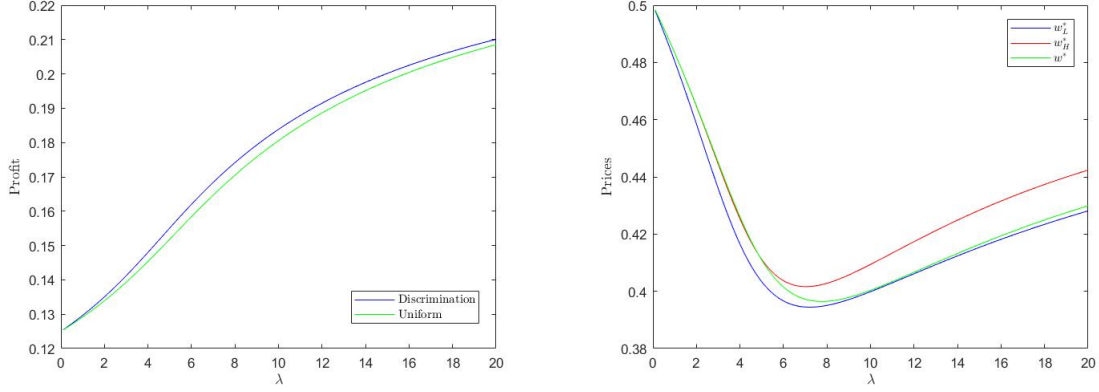 0.22
0.21
0.2
0.19
0.18
0.17
0.16
0.15
0.14
0.13
0.12
Profit
0 2 4 6 8 10 12 14 16 18 20
λ
Discrimination
Uniform
0.5
0.48
0.46
0.44
0.42
0.4
0.38
Prices
0 2 4 6 8 10 12 14 16 18 20
λ
w*_L
w*_H
w*